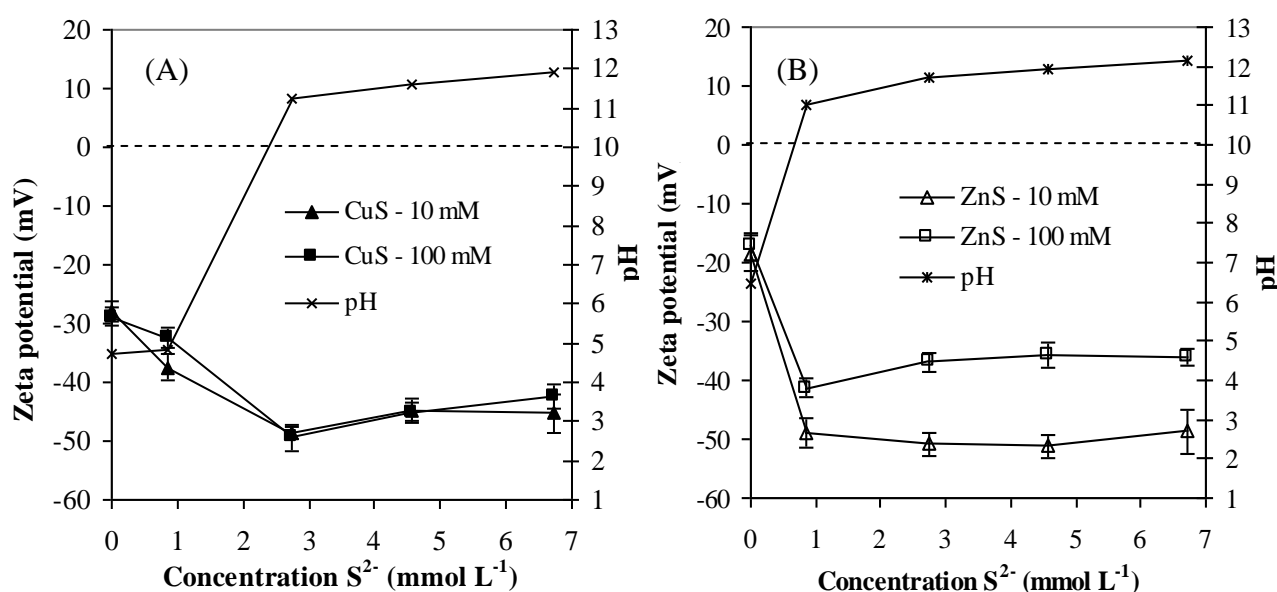 (A)
20
10
0
-10
-20
-30
-40
-50
-60
Zeta potential (mV)
CuS - 10 mM
CuS - 100 mM
pH
13
12
11
10
9
8
7
6
5
4
3
2
1
pH
0 1 2 3 4 5 6 7
Concentration S²⁻ (mmol L⁻¹)
(B)
20
10
0
-10
-20
-30
-40
-50
-60
Zeta potential (mV
ZnS - 10 mM
ZnS - 100 mM
pH
13
12
11
10
9
8
7
6
5
4
3
2
1
pH
0 1 2 3 4 5 6 7
Concentration S²⁻ (mmol L⁻¹)